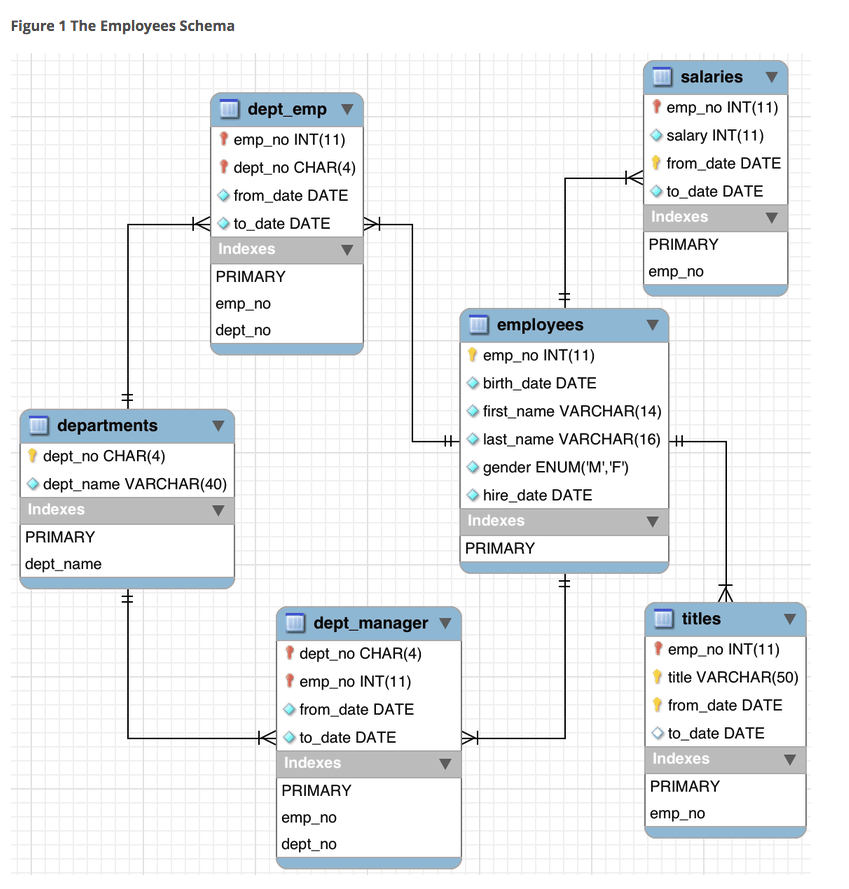 Figure 1 The Employees Schema
salaries
emp_no INT(11)
salary INT(11)
from_date DATE
to_date DATE
Indexes
PRIMARY
emp_no
dept_emp
emp_no INT(11)
dept_no CHAR(4)
from_date DATE
to_date DATE
Indexes
PRIMARY
emp_no
dept_no
employees
emp_no INT(11)
birth_date DATE
first_name VARCHAR(14)
last_name VARCHAR(16)
gender ENUM('M','F')
hire_date DATE
Indexes
PRIMARY
departments
dept_no CHAR(4)
dept_name VARCHAR(40)
Indexes
PRIMARY
dept_name
dept_manager
dept_no CHAR(4)
emp_no INT(11)
from_date DATE
to_date DATE
Indexes
PRIMARY
emp_no
dept_no
titles
emp_no INT(11)
title VARCHAR(50)
from_date DATE
to_date DATE
Indexes
PRIMARY
emp_no